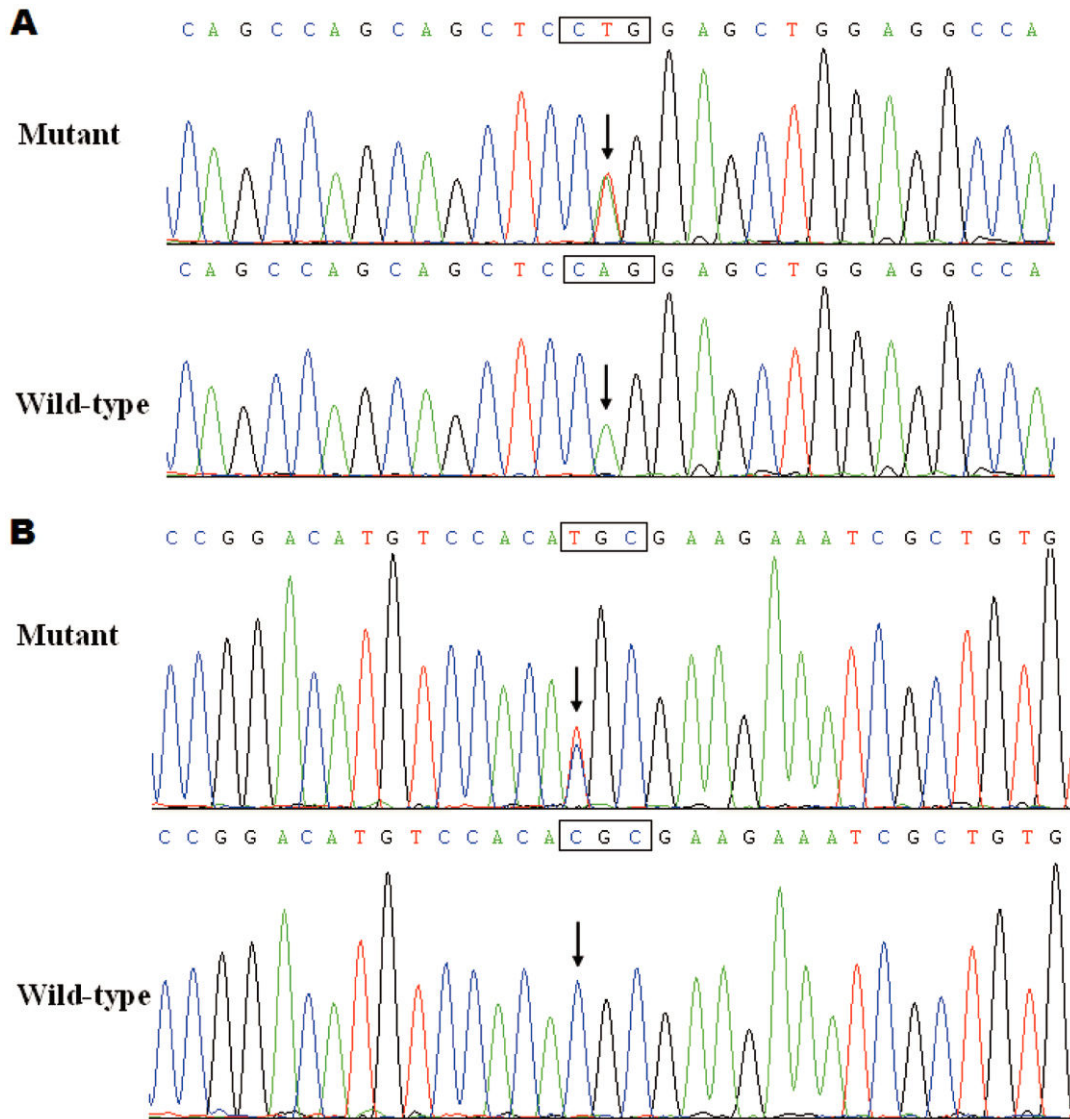 A
C A G C C A G C A G C T C C T G G A G C T G G A G G C C A
Mutant
C A G C C A G C A G C T C C A G G A G C T G G A G G C C A
Wild-type
B
C C G G A C A T G T C C A C A T G C G A A G A A A T C G C T G T G
Mutant
C C G G A C A T G T C C A C A C G C G A A G A A A T C G C T G T G
Wild-type